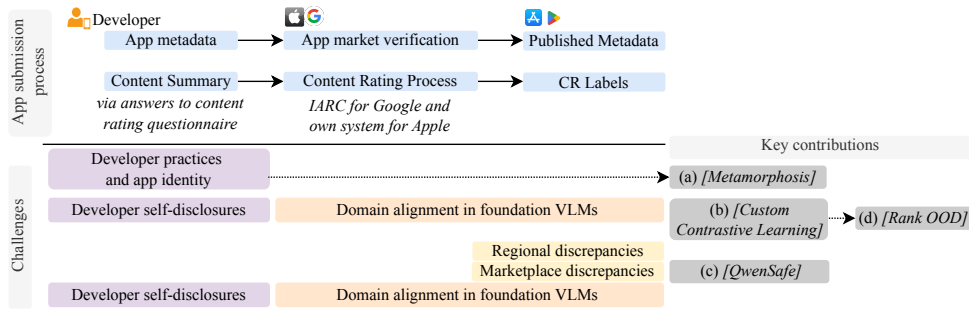 App submission
process
Developer
App metadata
App market verification
Published Metadata
Content Summary
Content Rating Process
CR Labels
via answers to content
rating questionnaire
IARC for Google and
own system for Apple
Key contributions
Challenges
Developer practices
and app identity
(a) [Metamorphosis]
Developer self-disclosures
Domain alignment in foundation VLMs
(b) [Custom
Contrastive Learning]
(d) [Rank OOD]
Regional discrepancies
Marketplace discrepancies
(c) [QwenSafe]
Developer self-disclosures
Domain alignment in foundation VLMs